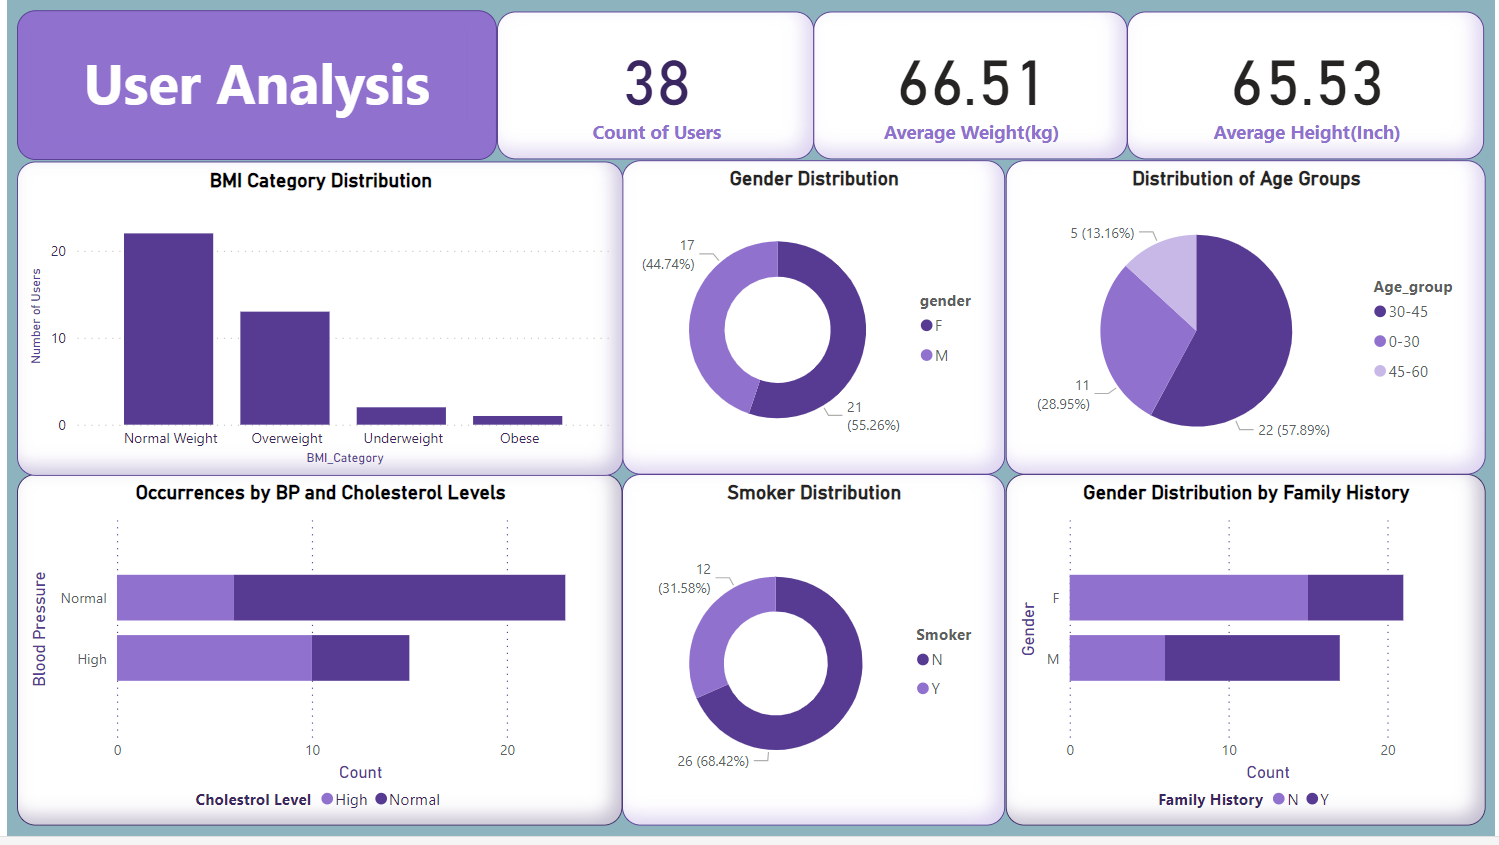 User Analysis
38
Count of Users
66.51
Average Weight(kg)
65.53
Average Height(Inch)
BMI Category Distribution
Number of Users
20
10
0
Normal Weight Overweight Underweight Obese
BMI_Category
Gender Distribution
17
(44.74%)
21
(55.26%)
gender
F
M
Distribution of Age Groups
5 (13.16%)
11
(28.95%)
22 (57.89%)
Age_group
30-45
0-30
45-60
Occurrences by BP and Cholesterol Levels
Blood Pressure
Normal
High
0 10 20
Count
Cholestrol Level High Normal
Smoker Distribution
12
(31.58%)
26 (68.42%)
Smoker
N
Y
Gender Distribution by Family History
Gender
F
M
0 10 20
Count
Family History N Y